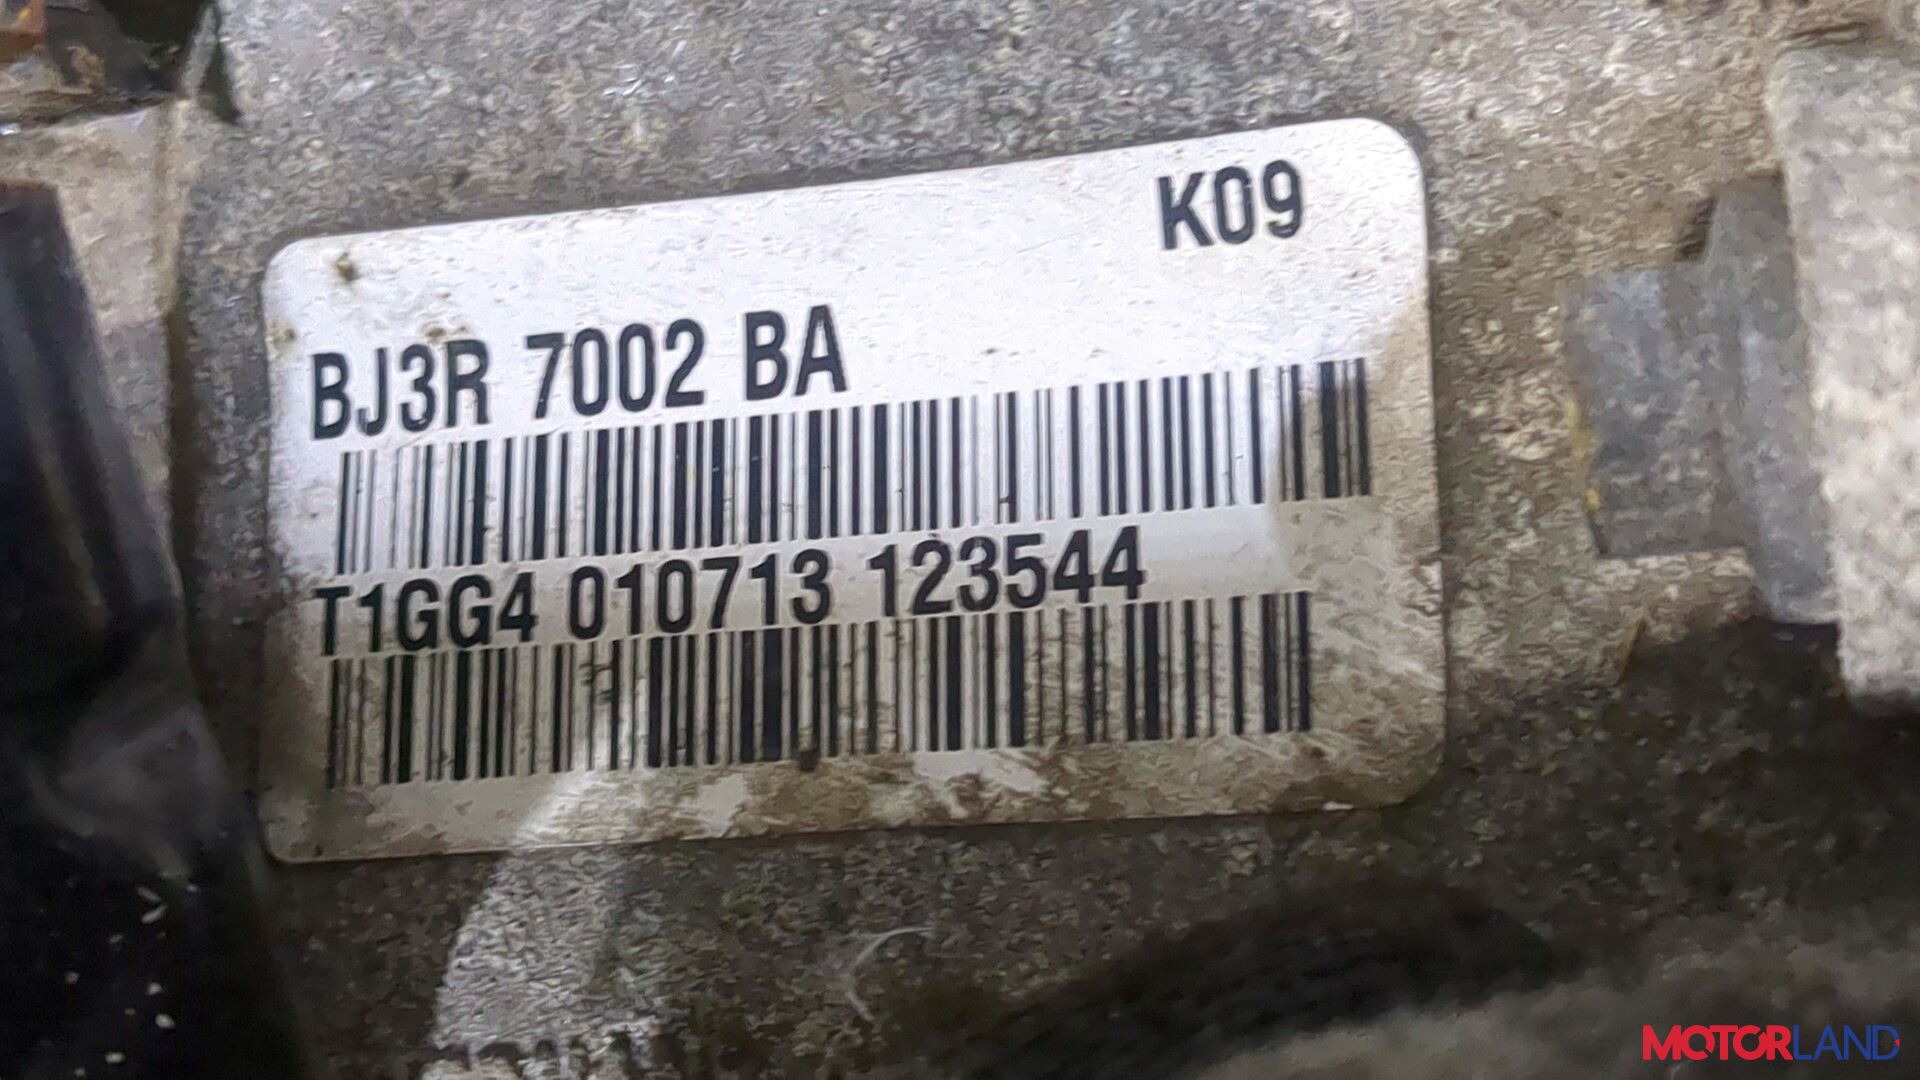 K09
BJ3R 7002 BA
T1GG4 010713 123544
MOTORLAND